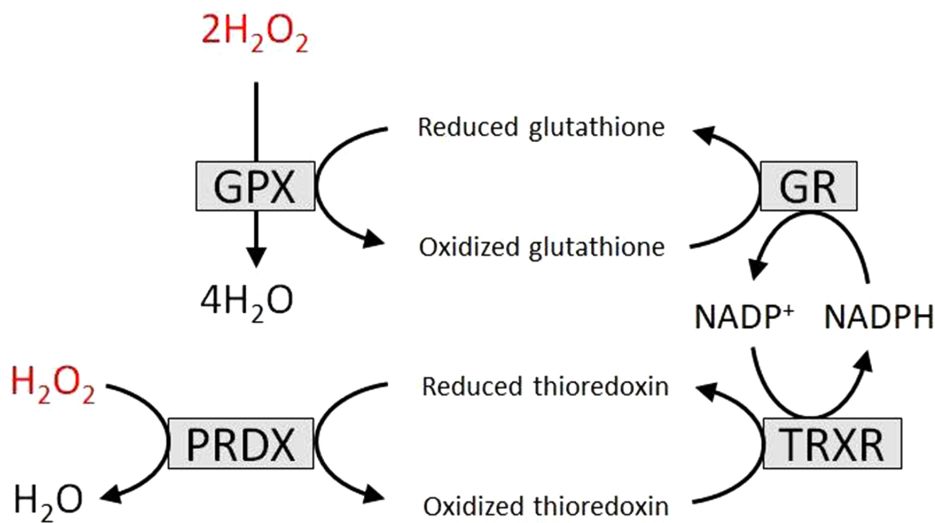 2H₂O₂
Reduced glutathione
GPX
GR
Oxidized glutathione
4H₂O
NADP⁺ NADPH
H₂O₂
Reduced thioredoxin
PRDX
TRXR
H₂O
Oxidized thioredoxin